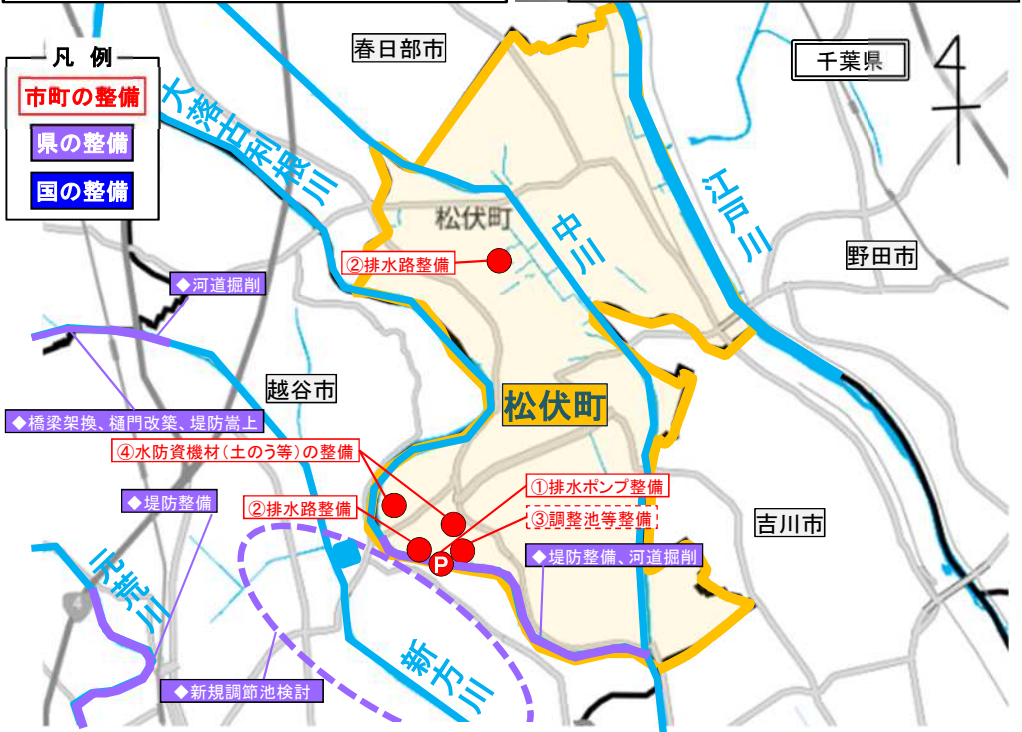 春日部市
千葉県
凡 例
市町の整備
県の整備
国の整備
大落古利根川
江戸川
松伏町
中川
②排水路整備
野田市
◆河道掘削
越谷市
松伏町
◆橋梁架換、樋門改築、堤防嵩上
④水防資機材(土のう等)の整備
①排水ポンプ整備
◆堤防整備
②排水路整備
③調整池等整備
吉川市
◆堤防整備、河道掘削
P
元荒川
4
新方川
◆新規調節池検討